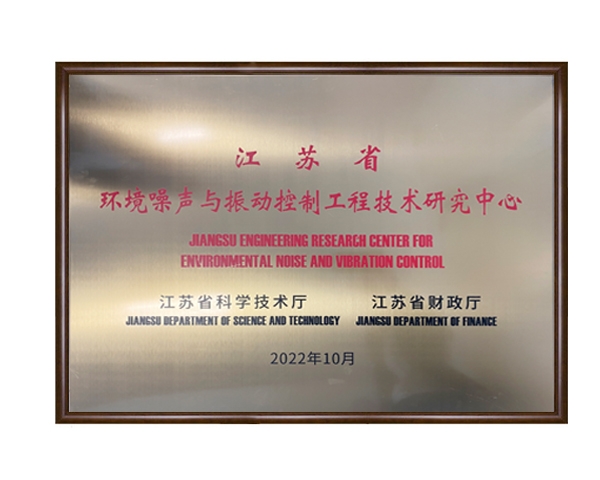 江 苏 省
环境噪声与振动控制工程技术研究中心
JIANGSU ENGINEERING RESEARCH CENTER FOR
ENVIRONMENTAL NOISE AND VIBRATION CONTROL
江苏省科学技术厅 江苏省财政厅
JIANGSU DEPARTMENT OF SCIENCE AND TECHNOLOGY JIANGSU DEPARTMENT OF FINANCE
2022年10月